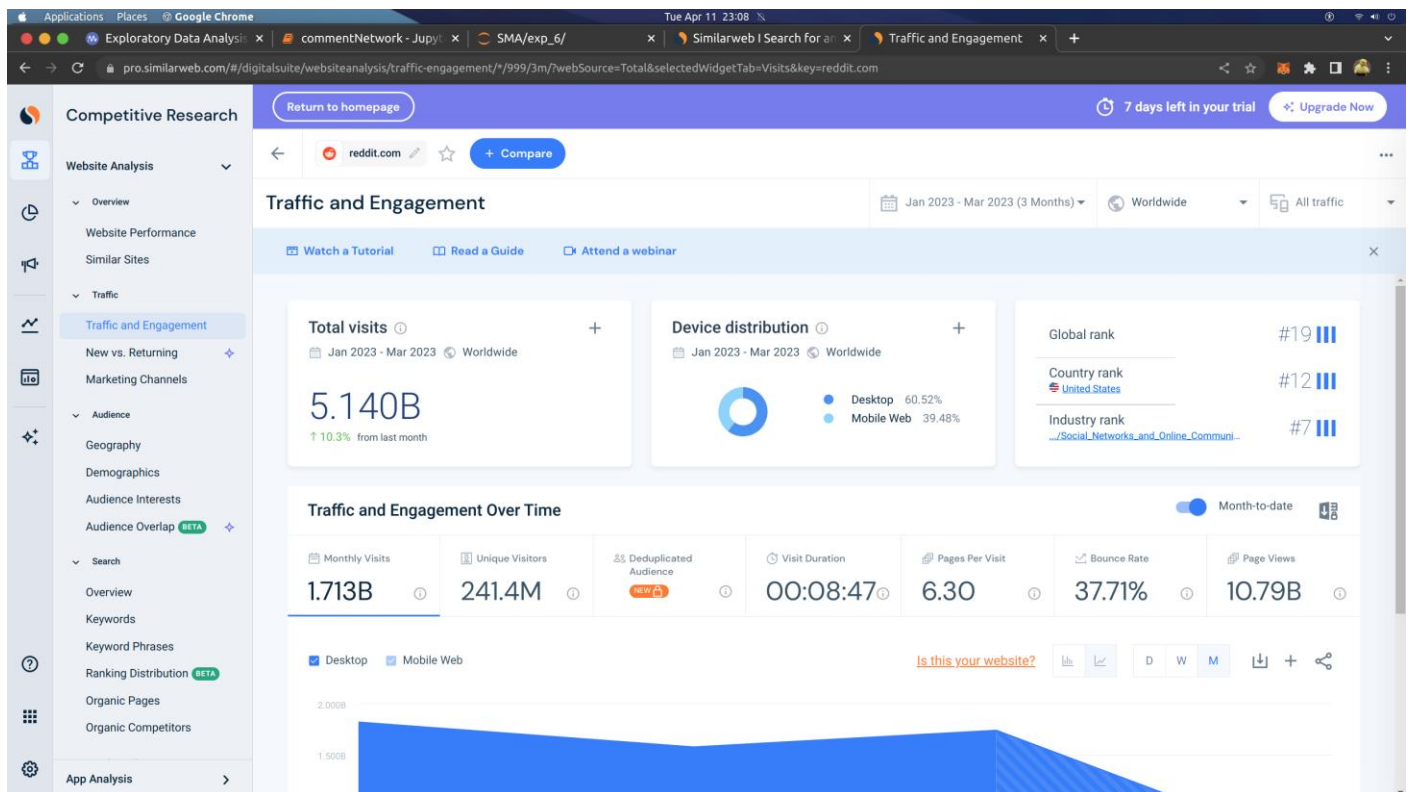 Applications Places Google Chrome Tue Apr 11 23:08
Exploratory Data Analysis × commentNetwork - Jupyt × SMA/exp_6/ × Similarweb I Search for an × Traffic and Engagement × +
pro.similarweb.com/#/digitalsuite/websiteanalysis/traffic-engagement/*/999/3m/?webSource=Total&selectedWidgetTab=Visits&key=reddit.com
Competitive Research
Website Analysis
Overview
Website Performance
Similar Sites
Traffic
Traffic and Engagement
New vs. Returning
Marketing Channels
Audience
Geography
Demographics
Audience Interests
Audience Overlap BETA
Search
Overview
Keywords
Keyword Phrases
Ranking Distribution BETA
Organic Pages
Organic Competitors
App Analysis
Return to homepage 7 days left in your trial Upgrade Now
reddit.com + Compare
Traffic and Engagement Jan 2023 - Mar 2023 (3 Months) Worldwide All traffic
Watch a Tutorial Read a Guide Attend a webinar
Total visits
Jan 2023 - Mar 2023 Worldwide
5.140B
↑ 10.3% from last month
Device distribution
Jan 2023 - Mar 2023 Worldwide
Desktop 60.52%
Mobile Web 39.48%
Global rank #19
Country rank #12
United States
Industry rank #7
.../Social_Networks_and_Online_Communi...
Traffic and Engagement Over Time Month-to-date
Monthly Visits
1.713B
Unique Visitors
241.4M
Deduplicated
Audience
NEW
Visit Duration
00:08:47
Pages Per Visit
6.30
Bounce Rate
37.71%
Page Views
10.79B
Desktop Mobile Web Is this your website? D W M
2.000B
1.500B